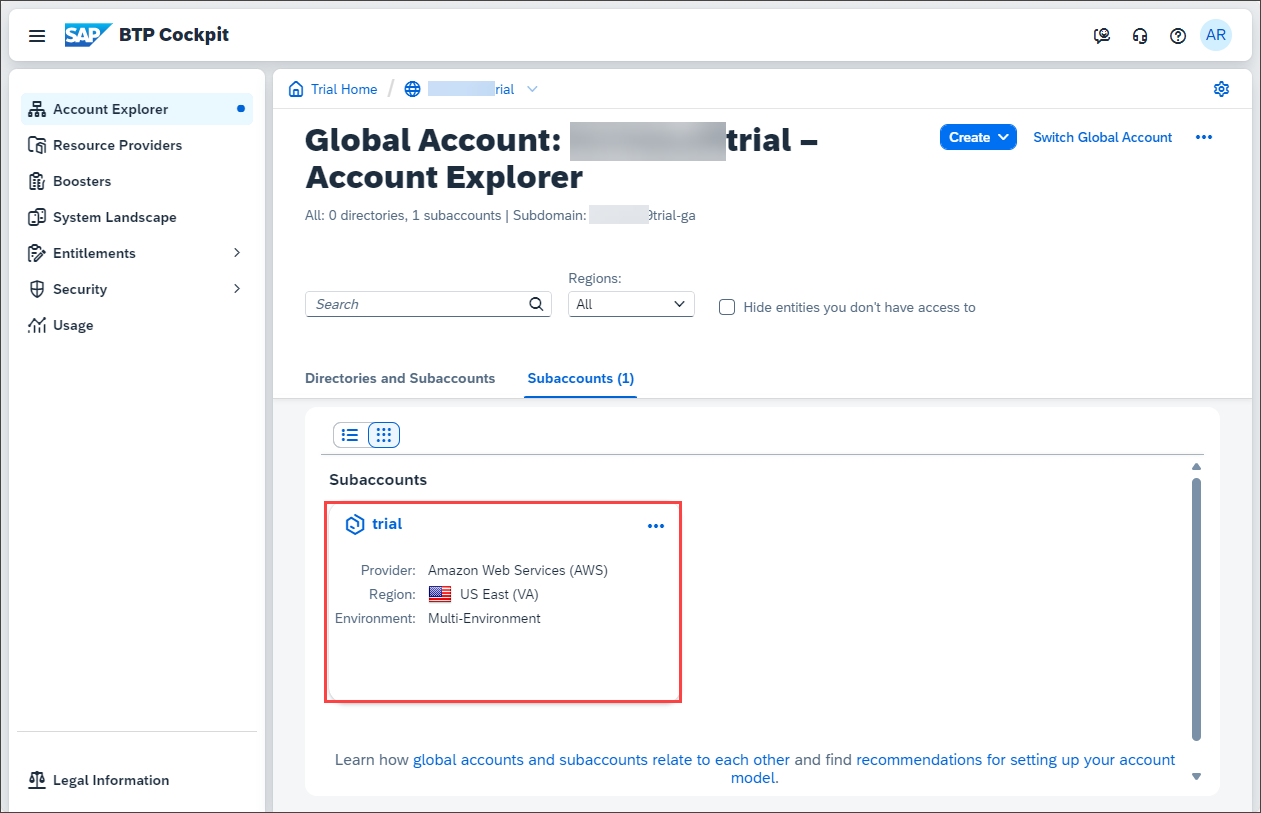 SAP BTP Cockpit
AR
Account Explorer
Resource Providers
Boosters
System Landscape
Entitlements
Security
Usage
Legal Information
Trial Home / rial
Global Account: trial –
Account Explorer
Create
Switch Global Account
All: 0 directories, 1 subaccounts | Subdomain: 9trial-ga
Regions:
Search
All
Hide entities you don't have access to
Directories and Subaccounts
Subaccounts (1)
Subaccounts
trial
Provider: Amazon Web Services (AWS)
Region: US East (VA)
Environment: Multi-Environment
Learn how global accounts and subaccounts relate to each other and find recommendations for setting up your account
model.